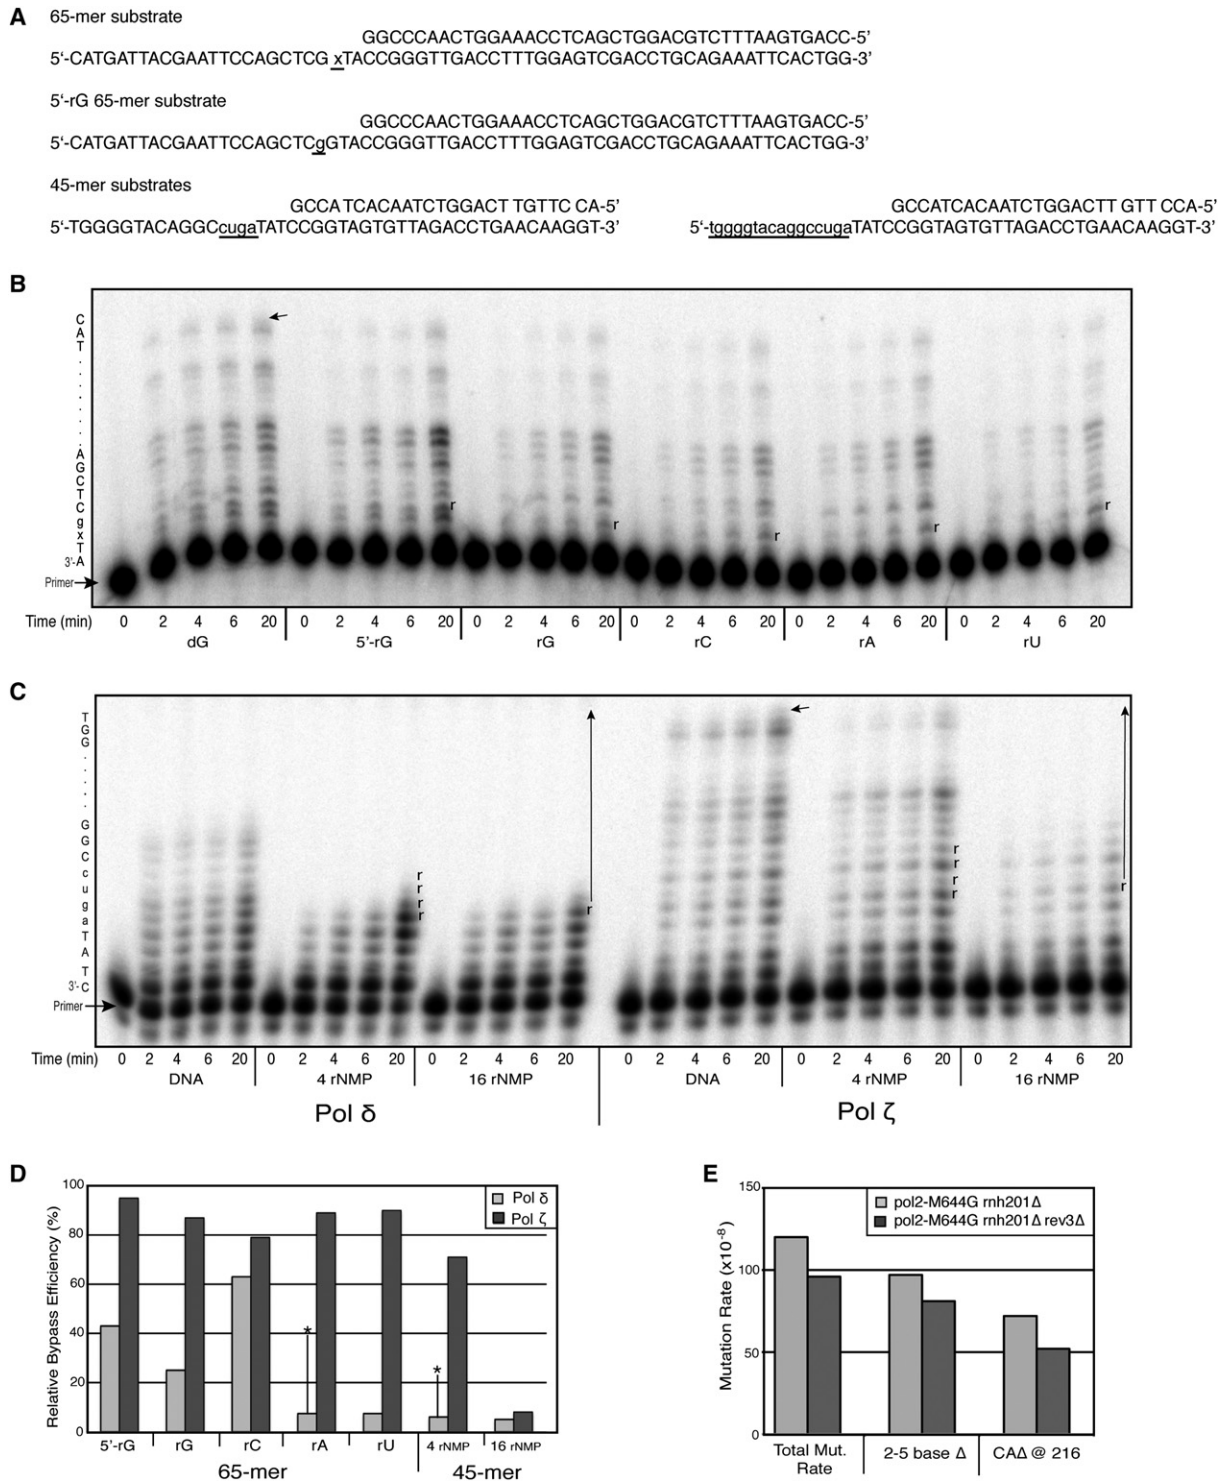 A
65-mer substrate
GGCCCAACTGGAAACCTCAGCTGGACGTCTTTAAGTGACC-5’
5‘-CATGATTACGAATTCCAGCTCG xTACCGGGTTGACCTTTGGAGTCGACCTGCAGAAATTCACTGG-3’
5‘-rG 65-mer substrate
GGCCCAACTGGAAACCTCAGCTGGACGTCTTTAAGTGACC-5’
5‘-CATGATTACGAATTCCAGCTCgGTACCGGGTTGACCTTTGGAGTCGACCTGCAGAAATTCACTGG-3’
45-mer substrates
GCCA TCACAATCTGGACT TGTTC CA-5’ GCCATCACAATCTGGACTT GTT CCA-5’
5‘-TGGGGTACAGGCcugaTATCCGGTAGTGTTAGACCTGAACAAGGT-3’ 5‘-tggggtacaggccugaTATCCGGTAGTGTTAGACCTGAACAAGGT-3’
B
C
A
T
.
.
.
.
.
.
.
A
G
C
T
C
g
x
T
3’-A
Primer
r
r
r
r
r
Time (min) 0 2 4 6 20 0 2 4 6 20 0 2 4 6 20 0 2 4 6 20 0 2 4 6 20 0 2 4 6 20
dG 5’-rG rG rC rA rU
C
T
G
G
.
.
.
.
.
G
G
C
c
u
g
a
T
A
T
3’-C
Primer
r
r
r
r
r
r
r
r
r
r
Time (min) 0 2 4 6 20 0 2 4 6 20 0 2 4 6 20 0 2 4 6 20 0 2 4 6 20 0 2 4 6 20
DNA 4 rNMP 16 rNMP DNA 4 rNMP 16 rNMP
Pol δ Pol ζ
D
Relative Bypass Efficiency (%)
100
80
60
40
20
0
Pol δ
Pol ζ
*
*
5’-rG rG rC rA rU 4 rNMP 16 rNMP
65-mer 45-mer
E
Mutation Rate (x10⁻⁸)
150
100
50
0
pol2-M644G rnh201Δ
pol2-M644G rnh201Δ rev3Δ
Total Mut. Rate
2-5 base Δ
CAΔ @ 216